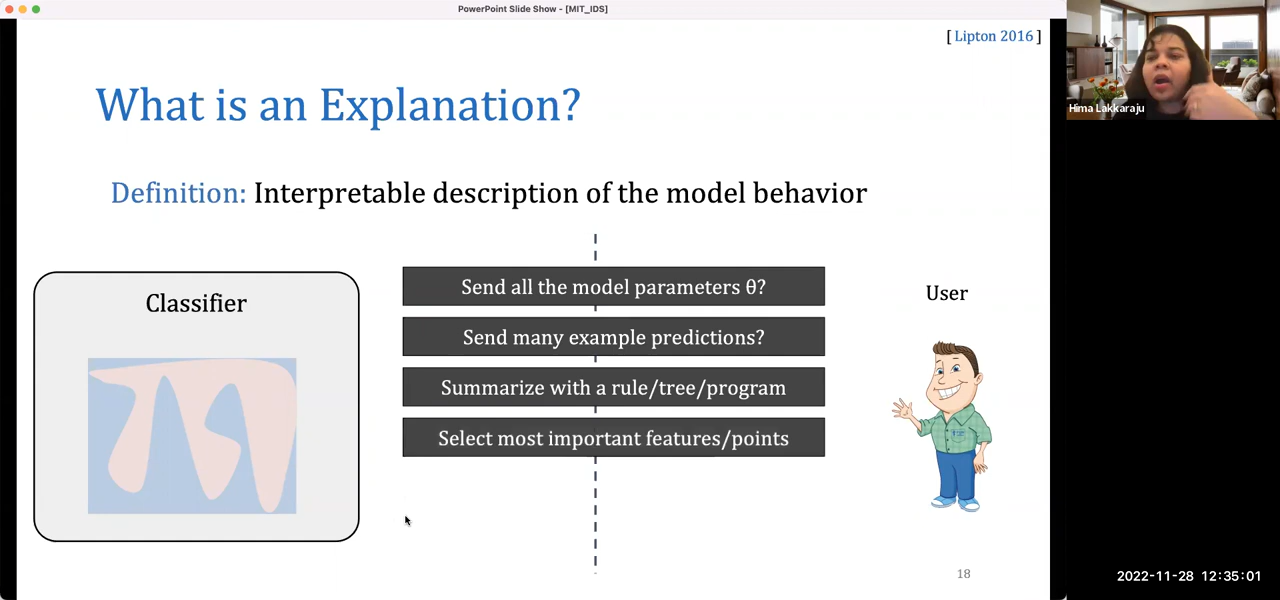 PowerPoint Slide Show - [MIT_IDS]
[ Lipton 2016 ]
What is an Explanation?
Hima Lakkaraju
Definition: Interpretable description of the model behavior
Classifier
Send all the model parameters θ?
Send many example predictions?
Summarize with a rule/tree/program
Select most important features/points
User
18
2022-11-28 12:35:01